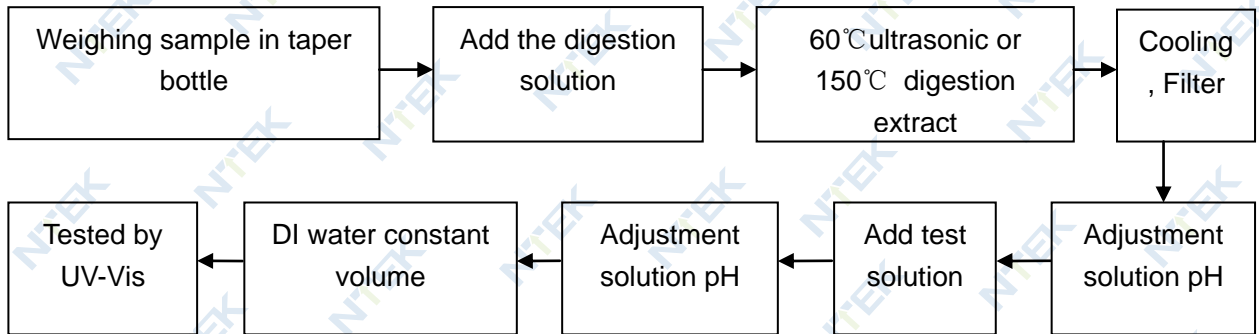 Weighing sample in taper
bottle
Add the digestion
solution
60℃ultrasonic or
150℃ digestion
extract
Cooling
, Filter
Adjustment
solution pH
Add test
solution
Adjustment
solution pH
DI water constant
volume
Tested by
UV-Vis
NTEK